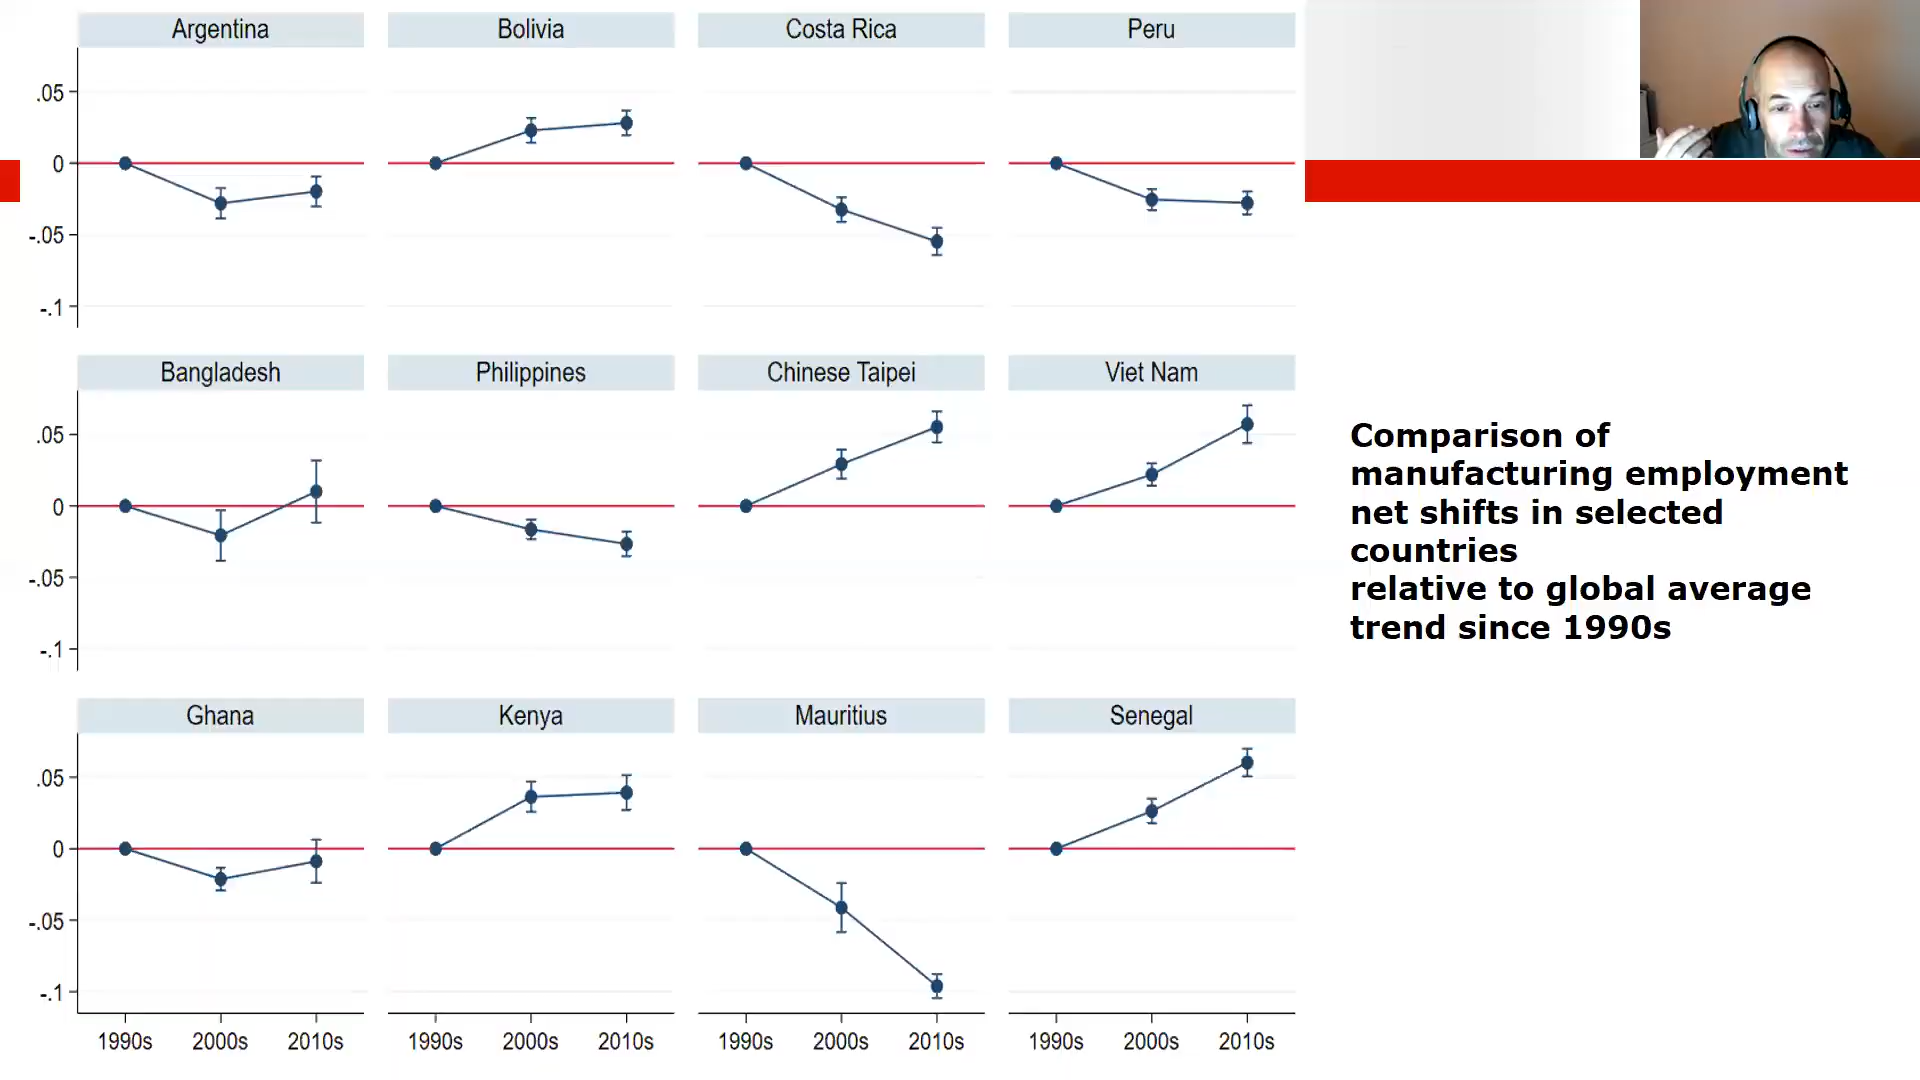 Argentina
Bolivia
Costa Rica
Peru
.05
0
-.05
-.1
Bangladesh
Philippines
Chinese Taipei
Viet Nam
.05
0
-.05
-.1
Ghana
Kenya
Mauritius
Senegal
.05
0
-.05
-.1
1990s 2000s 2010s
1990s 2000s 2010s
1990s 2000s 2010s
1990s 2000s 2010s
Comparison of
manufacturing employment
net shifts in selected
countries
relative to global average
trend since 1990s